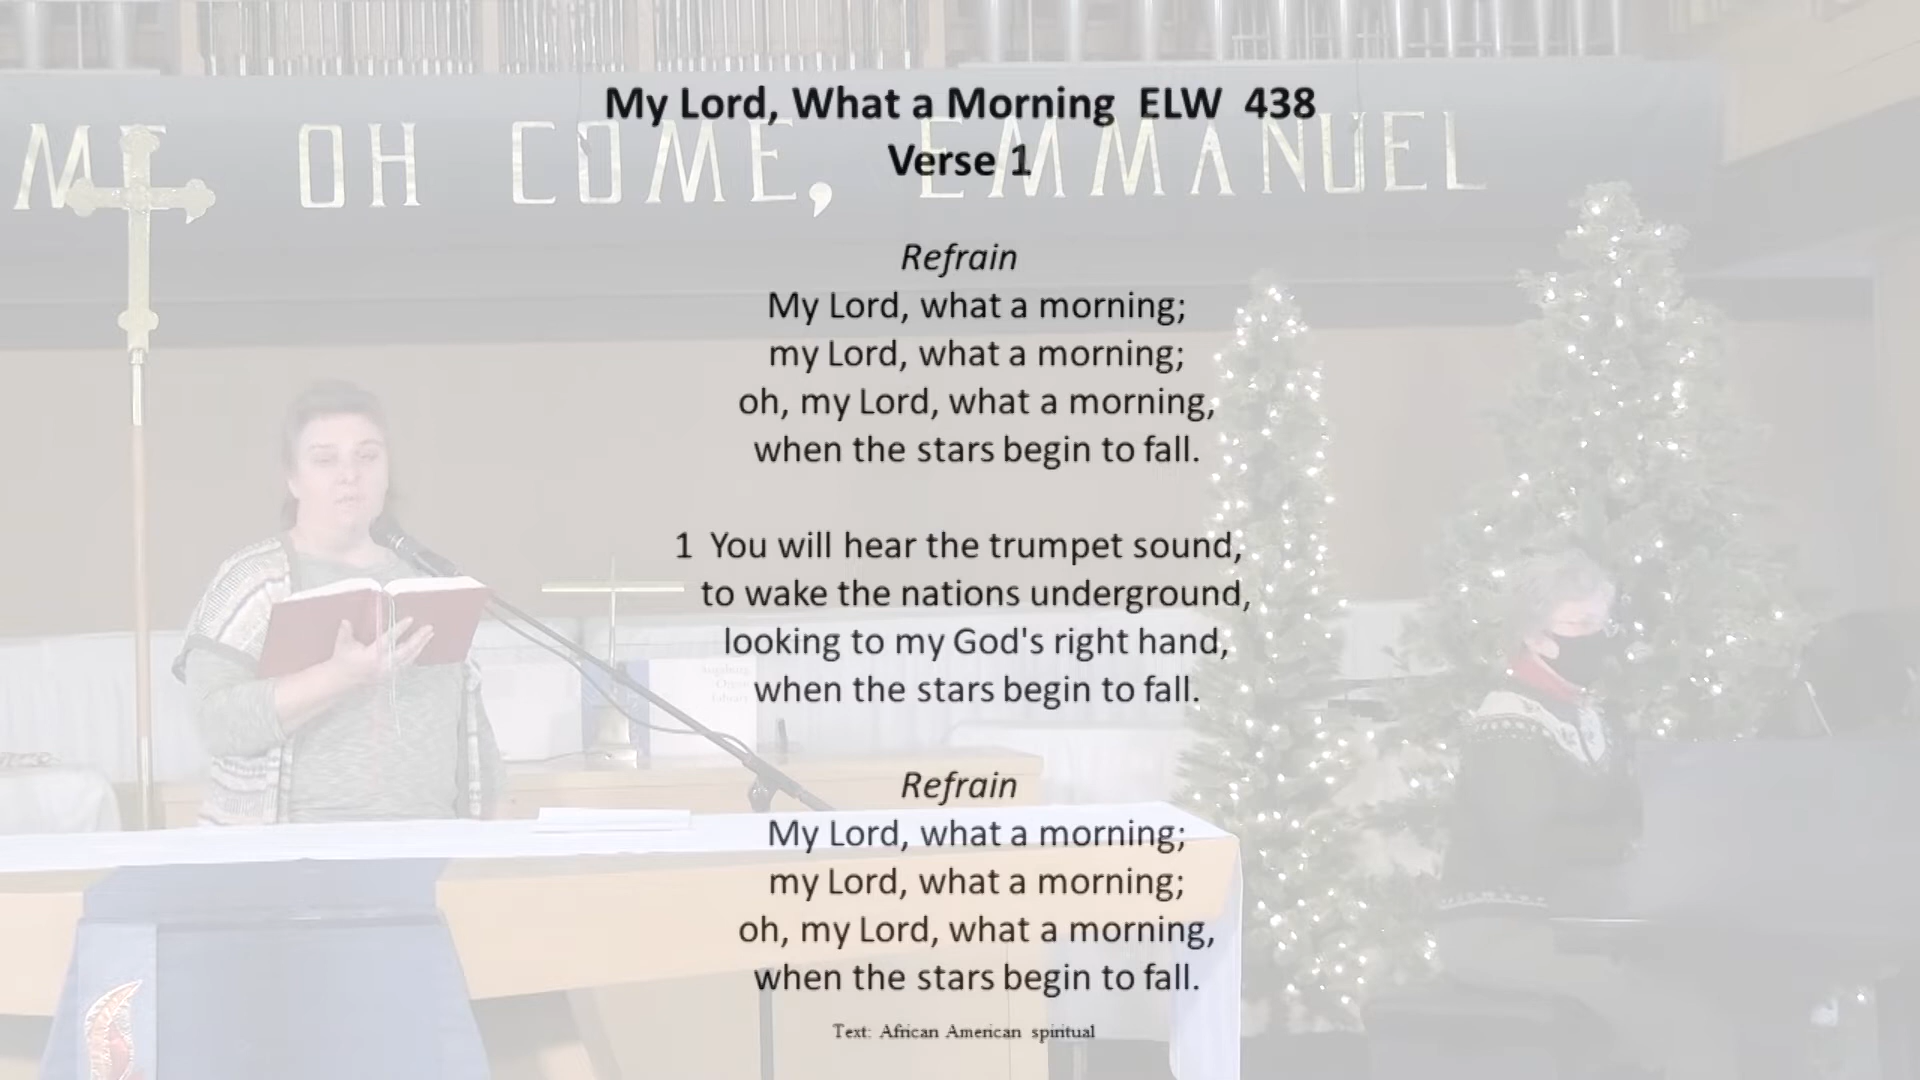 My Lord, What a Morning ELW 438
Verse 1
OH COME, EMMANUEL
Refrain
My Lord, what a morning;
my Lord, what a morning;
oh, my Lord, what a morning,
when the stars begin to fall.
1 You will hear the trumpet sound,
to wake the nations underground,
looking to my God's right hand,
when the stars begin to fall.
Augsburg
Organ
Library
Refrain
My Lord, what a morning;
my Lord, what a morning;
oh, my Lord, what a morning,
when the stars begin to fall.
Text: African American spiritual